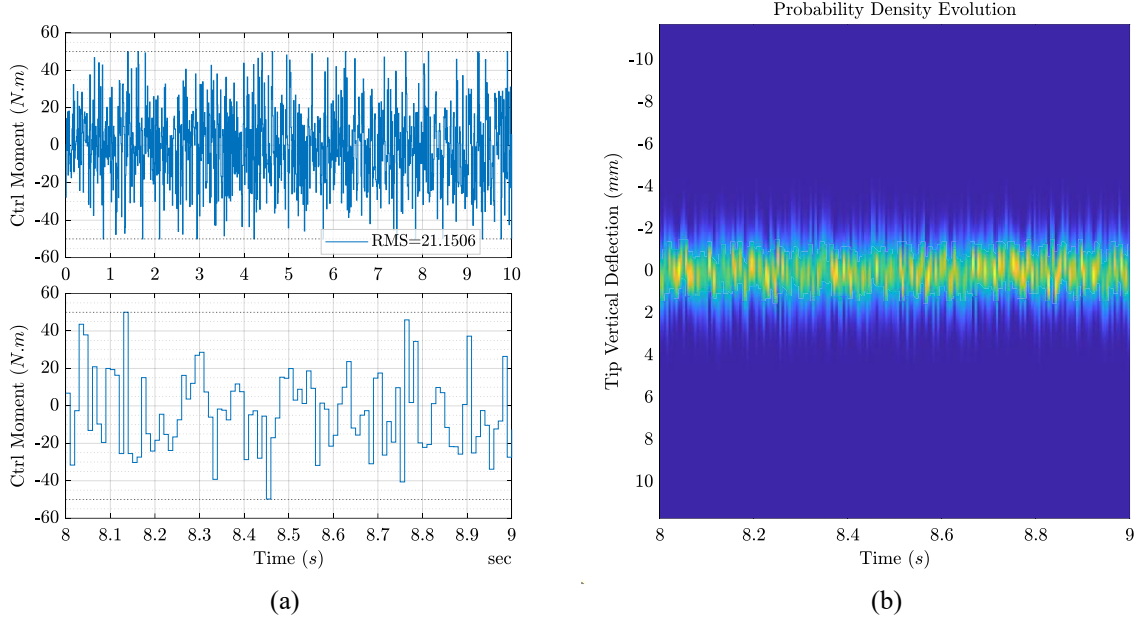 60
40
20
0
-20
-40
-60
Ctrl Moment (N.m)
RMS=21.1506
0 1 2 3 4 5 6 7 8 9 10
60
40
20
0
-20
-40
-60
Ctrl Moment (N.m)
8 8.1 8.2 8.3 8.4 8.5 8.6 8.7 8.8 8.9 9
Time (s)
sec
(a)
Probability Density Evolution
-10
-8
-6
-4
-2
0
2
4
6
8
10
Tip Vertical Deflection (mm)
8 8.2 8.4 8.6 8.8 9
Time (s)
(b)